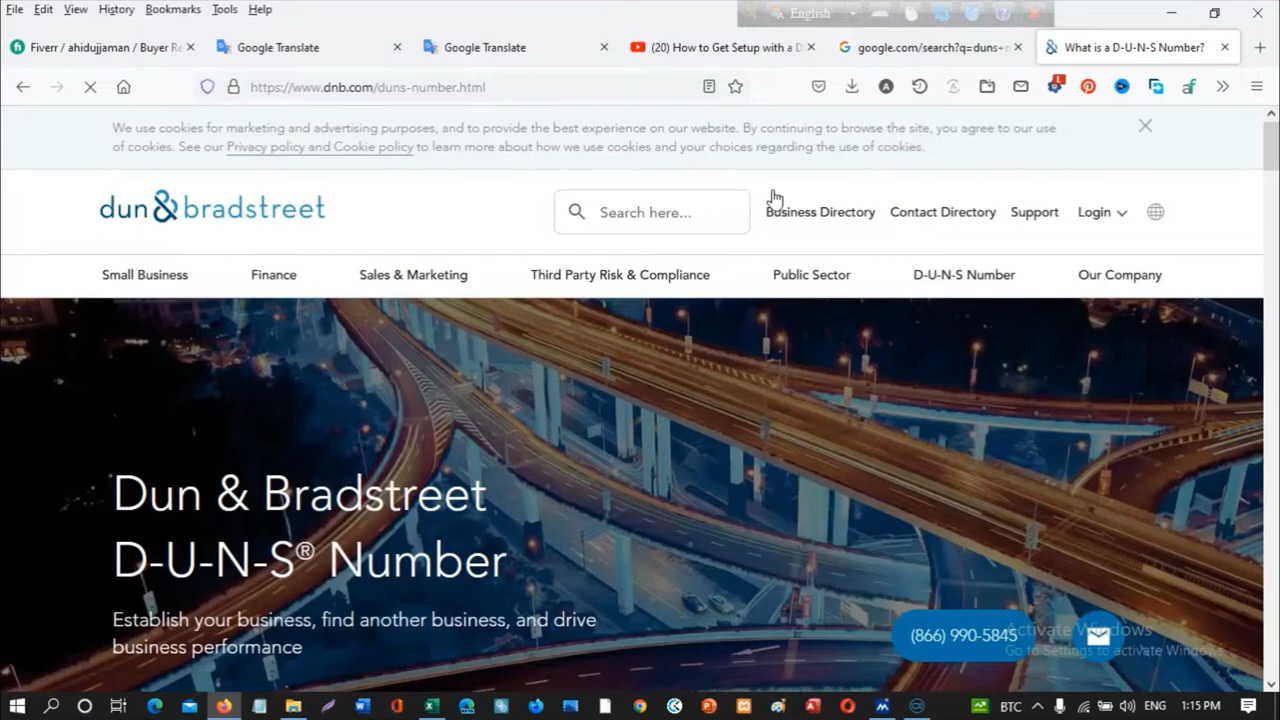 File Edit View History Bookmarks Tools Help
English
Fiverr / ahidujjaman / Buyer Re
Google Translate
Google Translate
(20) How to Get Setup with a D
google.com/search?q=duns+
What is a D-U-N-S Number?
https://www.dnb.com/duns-number.html
We use cookies for marketing and advertising purposes, and to provide the best experience on our website. By continuing to browse the site, you agree to our use
of cookies. See our Privacy policy and Cookie policy to learn more about how we use cookies and your choices regarding the use of cookies.
dun & bradstreet
Search here...
Business Directory Contact Directory Support Login
Small Business Finance Sales & Marketing Third Party Risk & Compliance Public Sector D-U-N-S Number Our Company
Dun & Bradstreet
D-U-N-S® Number
Establish your business, find another business, and drive
business performance
(866) 990-5845
Activate Windows
Go to Settings to activate Windows.
BTC ENG 1:15 PM